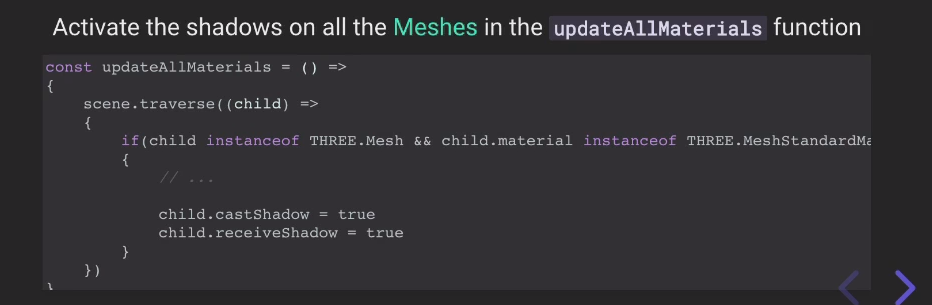 Activate the shadows on all the Meshes in the updateAllMaterials function
const updateAllMaterials = () =>
{
scene.traverse((child) =>
{
if(child instanceof THREE.Mesh && child.material instanceof THREE.MeshStandardMa
{
// ...
child.castShadow = true
child.receiveShadow = true
}
})
}